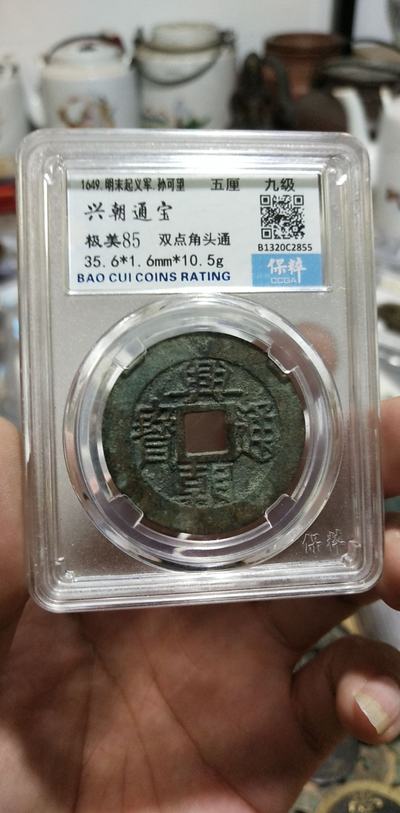 1649.明末起义军.孙可望 五厘 九级
兴朝通宝
极美85 双点角头通
B1320C2855
35.6*1.6mm*10.5g
保粹
CCGA
BAO CUI COINS RATING
興
寶 通
朝
保粹